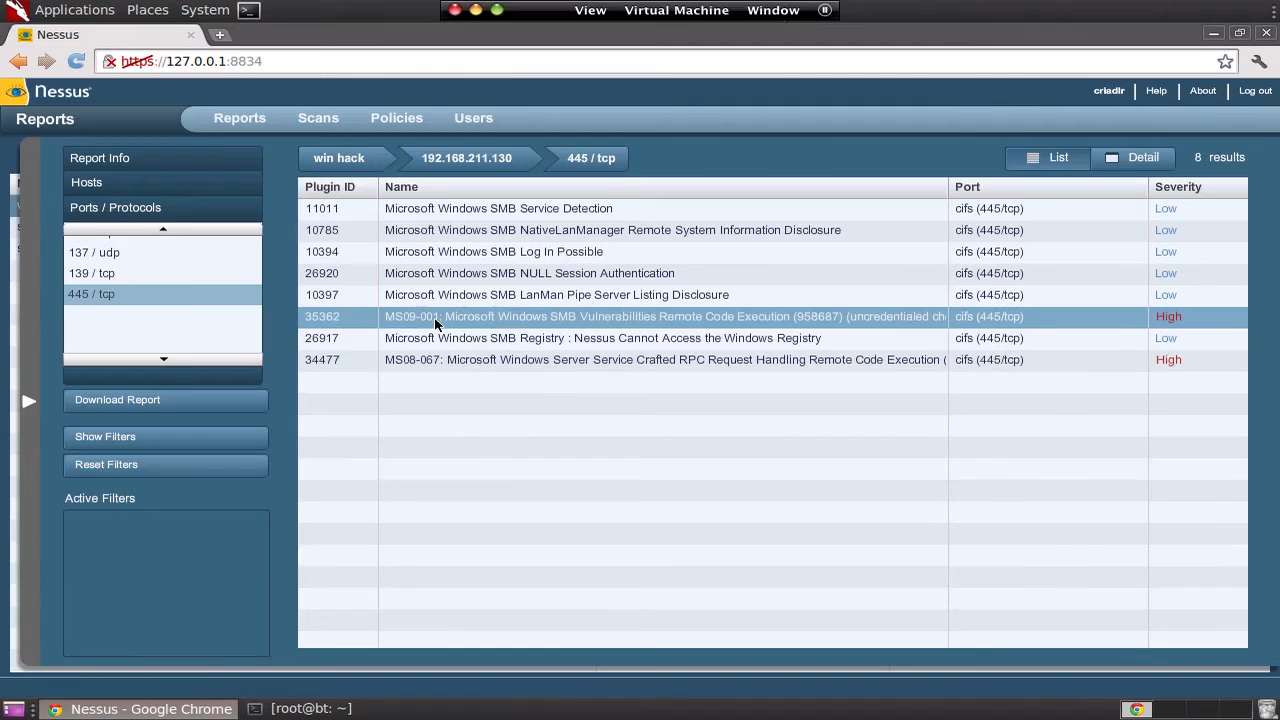 Applications Places System View Virtual Machine Window
Nessus
https://127.0.0.1:8834
Nessus criadlr Help About Log out
Reports Reports Scans Policies Users
Report Info win hack 192.168.211.130 445 / tcp List Detail 8 results
Hosts
Ports / Protocols
137 / udp
139 / tcp
445 / tcp
Download Report
Show Filters
Reset Filters
Active Filters
Plugin ID Name Port Severity
11011 Microsoft Windows SMB Service Detection cifs (445/tcp) Low
10785 Microsoft Windows SMB NativeLanManager Remote System Information Disclosure cifs (445/tcp) Low
10394 Microsoft Windows SMB Log In Possible cifs (445/tcp) Low
26920 Microsoft Windows SMB NULL Session Authentication cifs (445/tcp) Low
10397 Microsoft Windows SMB LanMan Pipe Server Listing Disclosure cifs (445/tcp) Low
35362 MS09-001: Microsoft Windows SMB Vulnerabilities Remote Code Execution (958687) (uncredentialed ch cifs (445/tcp) High
26917 Microsoft Windows SMB Registry : Nessus Cannot Access the Windows Registry cifs (445/tcp) Low
34477 MS08-067: Microsoft Windows Server Service Crafted RPC Request Handling Remote Code Execution ( cifs (445/tcp) High
Nessus - Google Chrome [root@bt: ~]